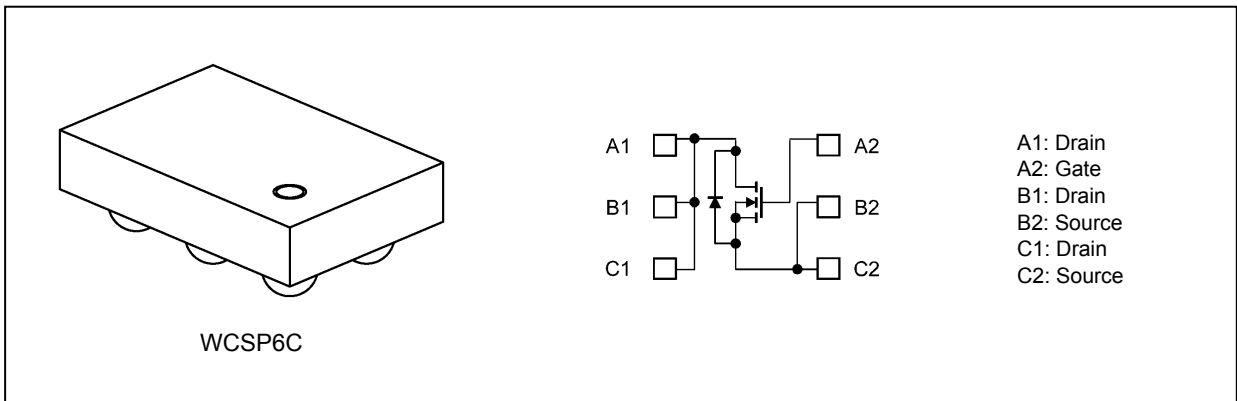 WCSP6C
A1
B1
C1
A2
B2
C2
A1: Drain
A2: Gate
B1: Drain
B2: Source
C1: Drain
C2: Source